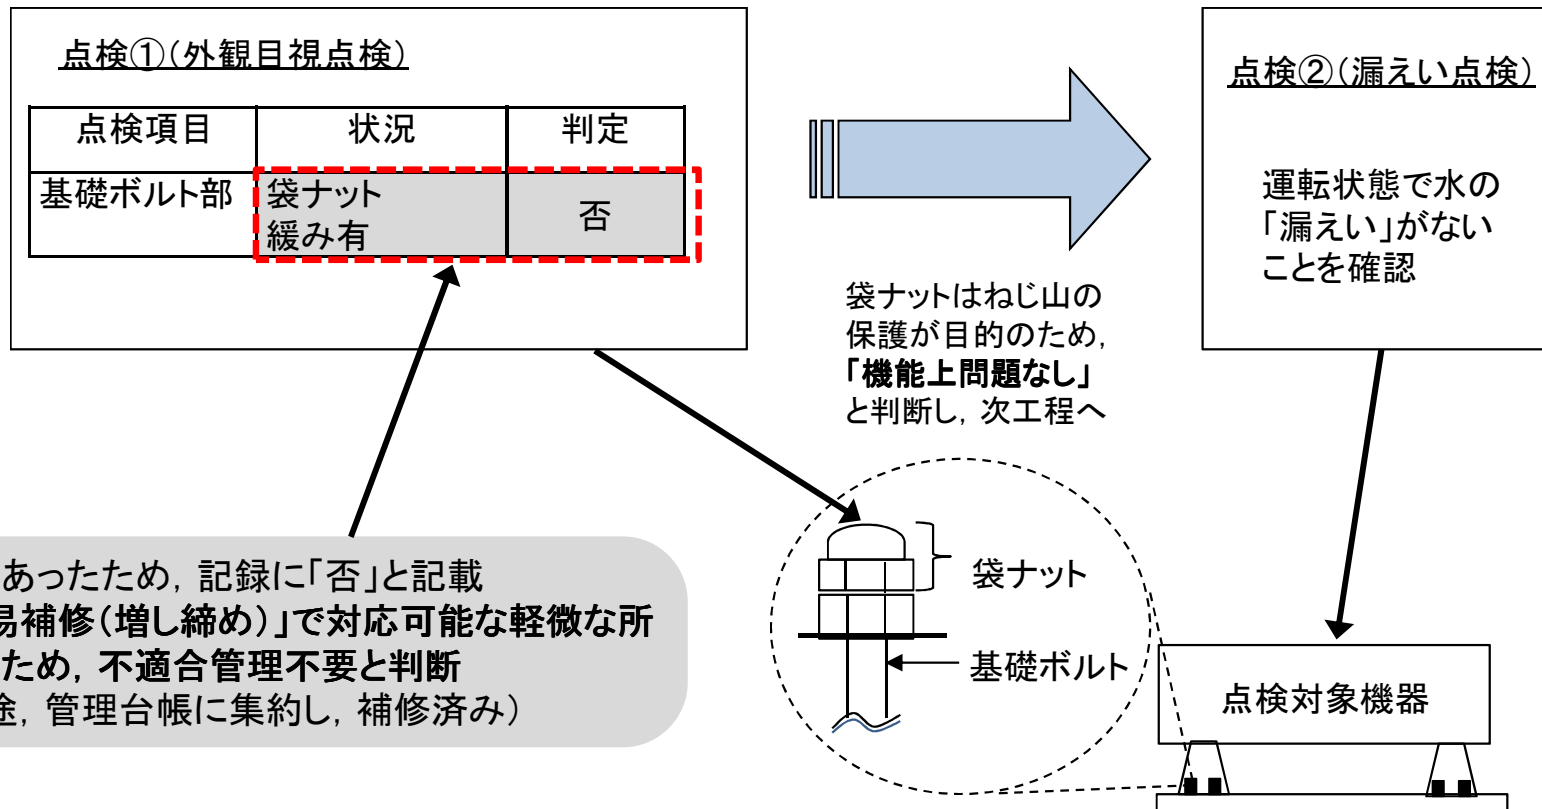 点検①(外観目視点検)
点検項目 状況 判定
基礎ボルト部 袋ナット
緩み有 否
袋ナットはねじ山の
保護が目的のため,
「機能上問題なし」
と判断し, 次工程へ
点検②(漏えい点検)
運転状態で水の
「漏えい」がない
ことを確認
あったため, 記録に「否」と記載
易補修(増し締め)」で対応可能な軽微な所
ため, 不適合管理不要と判断
途, 管理台帳に集約し, 補修済み)
袋ナット
基礎ボルト
点検対象機器